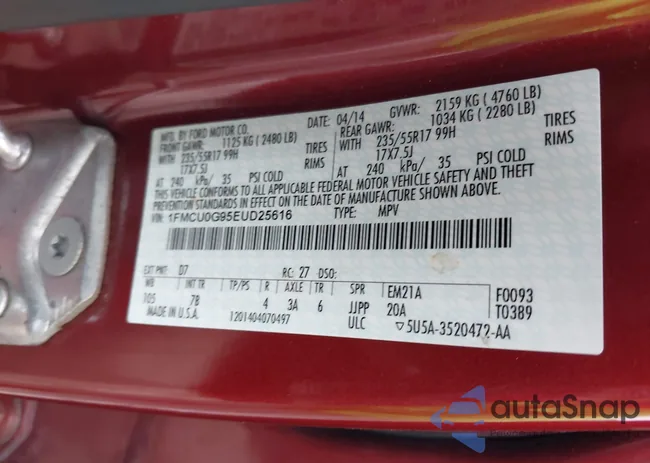 MFD. BY FORD MOTOR CO.
DATE: 04/14 GVWR: 2159 KG ( 4760 LB)
FRONT GAWR: 1125 KG ( 2480 LB) REAR GAWR: 1034 KG ( 2280 LB)
WITH 235/55R17 99H TIRES WITH 235/55R17 99H TIRES
17X7.5J RIMS 17X7.5J RIMS
AT 240 kPa/ 35 PSI COLD AT 240 kPa/ 35 PSI COLD
THIS VEHICLE CONFORMS TO ALL APPLICABLE FEDERAL MOTOR VEHICLE SAFETY AND THEFT
PREVENTION STANDARDS IN EFFECT ON THE DATE OF MANUFACTURE SHOWN ABOVE.
VIN: 1FMCU0G95EUD25616 TYPE: MPV
EXT PNT: D7 RC: 27 DSO:
WB INT TR TP/PS R AXLE TR SPR EM21A F0093
105 7B 4 3A 6 JJPP 20A T0389
1201404070497 ULC ▽5U5A-3520472-AA
autoSnap